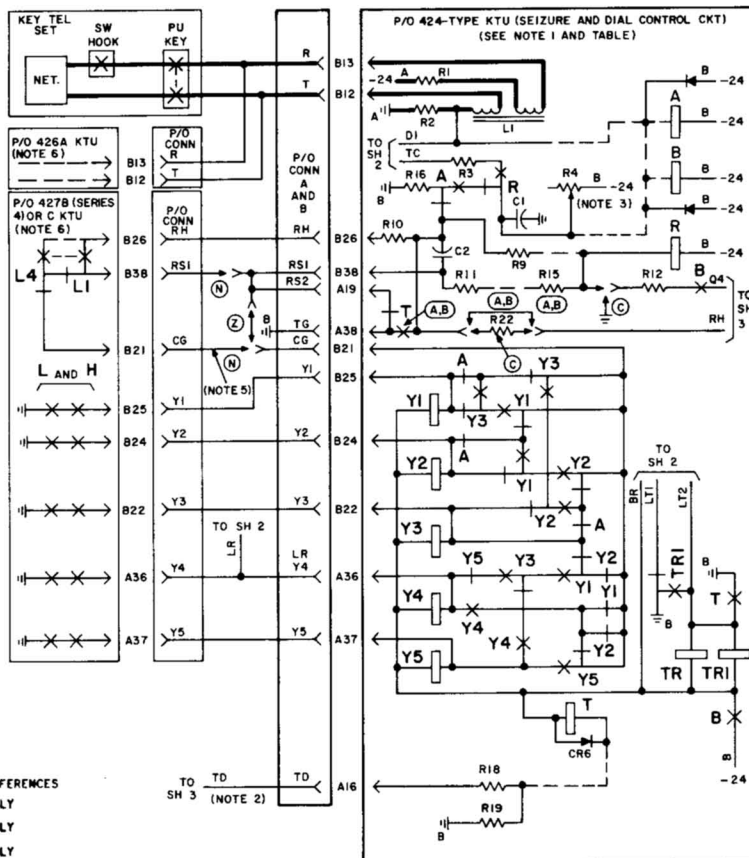 KEY TEL
SET
SW
HOOK
PU
KEY
NET.
R
T
B13
B12
P/O 424-TYPE KTU (SEIZURE AND DIAL CONTROL CKT)
(SEE NOTE 1 AND TABLE)
-24 A R1
A R2
L1
B -24
A
B -24
B
B -24
B -24
R
B -24
D1
TO
SH
2
TC
R3
R16
B
A
R
C1
R4
B -24
(NOTE 3)
P/O 426A KTU
(NOTE 6)
B13
B12
P/O
CONN
R
T
P/O
CONN
A
AND
B
P/O 427B (SERIES
4) OR C KTU
(NOTE 6)
P/O
CONN
B26 RH RH B26 R10
C2
R9
L4
L1
B38 RS1 N RS1 B38
R11 R15 R12 B Q4
RS2 A19
C
TO
SH
3
Z
B TG A38
T
A,B
A,B
R22
C
RH
B21 CG N CG B21
(NOTE 5)
Y1 B25
A
Y3
L AND H
B25 Y1
Y1
Y3
Y1
B24 Y2 Y2 B24
A
Y2
Y1
Y2
TO
SH 2
BR
LT1
LT2
B22 Y3 Y3 B22
Y2
A
Y3
TO SH 2
LR
LR
A36 Y4 Y4 A36
Y5
Y3
Y2
Y1
Y1
Y4
Y4
Y4
Y2
A37 Y5 Y5 A37
Y5
Y5
TR1
B
B
T
TR
TR1
B
B
-24
T
CR6
TO
SH 3
TD
(NOTE 2)
TD
A16
R18
R19
B
FERENCES
LY
LY
LY